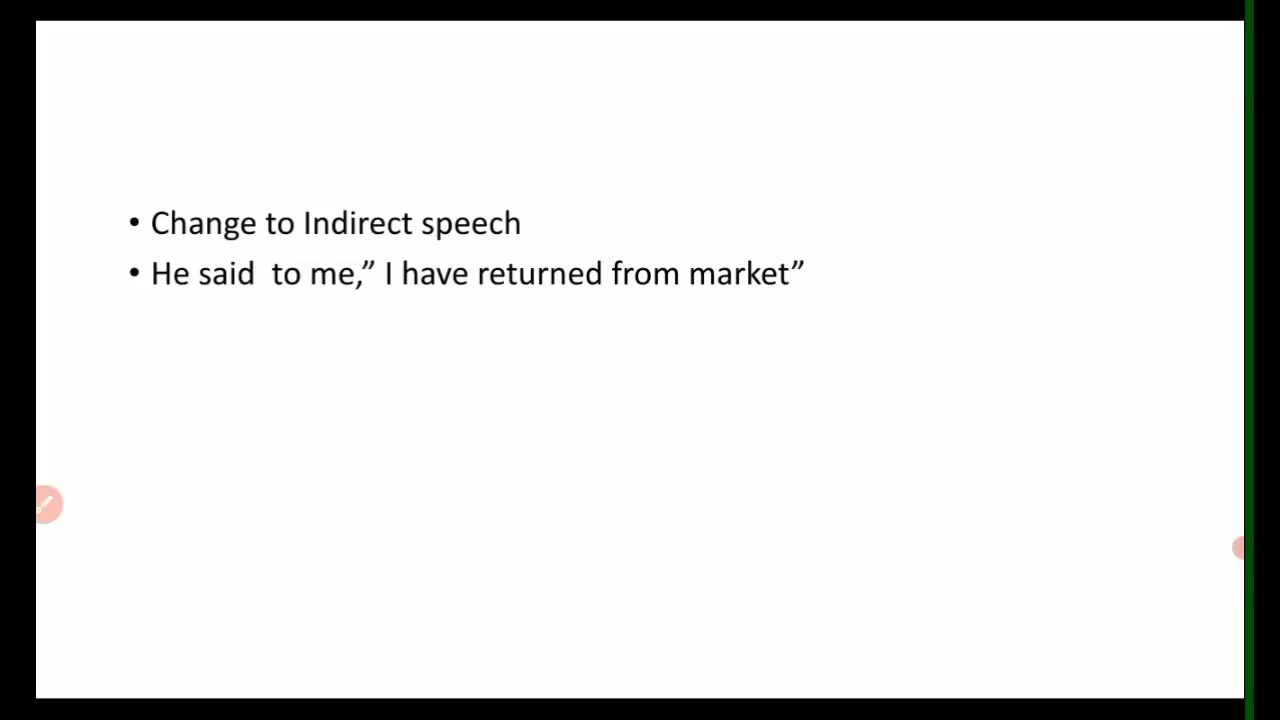 • Change to Indirect speech
• He said  to me,” I have returned from market”